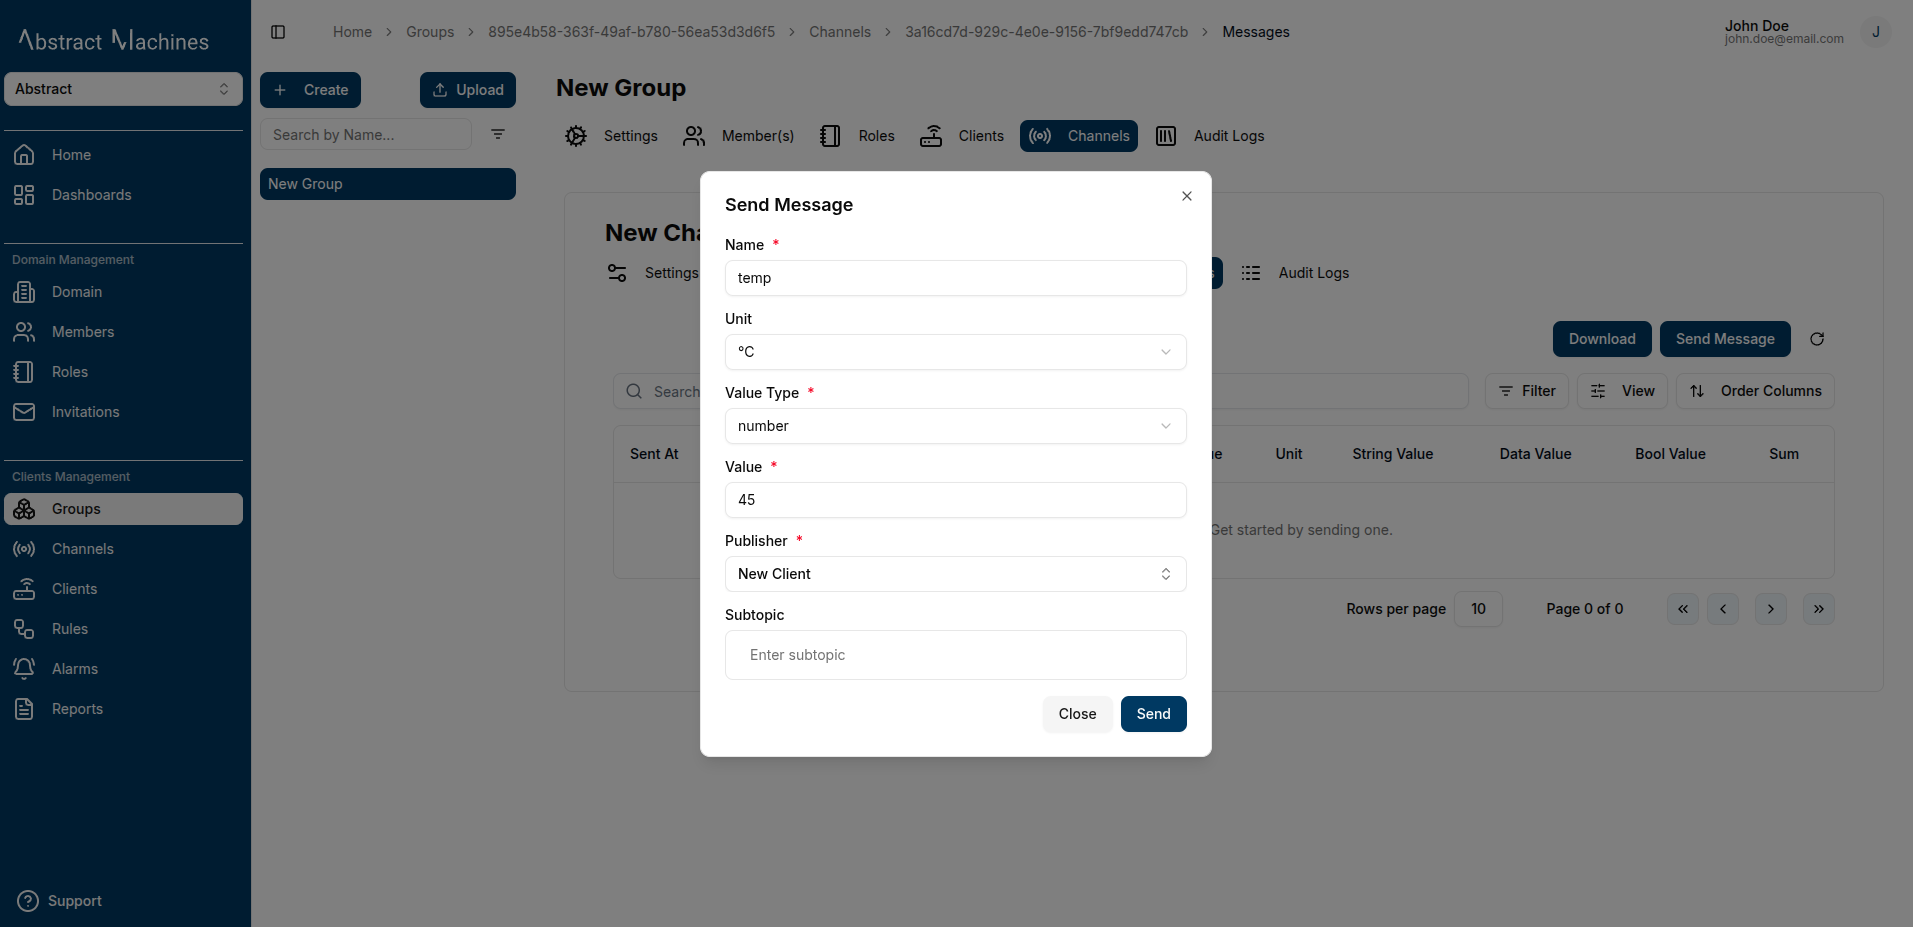 Abstract Machines
Abstract
Home
Dashboards
Domain Management
Domain
Members
Roles
Invitations
Clients Management
Groups
Channels
Clients
Rules
Alarms
Reports
Support
Home > Groups > 895e4b58-363f-49af-b780-56ea53d3d6f5 > Channels > 3a16cd7d-929c-4e0e-9156-7bf9edd747cb > Messages
John Doe
john.doe@email.com
J
Create
Upload
Search by Name...
New Group
New Group
Settings Member(s) Roles Clients Channels Audit Logs
New Cha
Settings s Audit Logs
Download Send Message
Search
Filter View Order Columns
Sent At ue Unit String Value Data Value Bool Value Sum
Get started by sending one.
Rows per page 10 Page 0 of 0
Send Message
Name *
temp
Unit
°C
Value Type *
number
Value *
45
Publisher *
New Client
Subtopic
Enter subtopic
Close Send